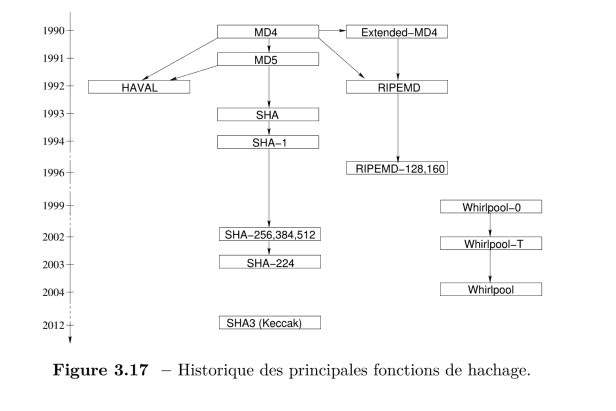 1990 MD4 Extended−MD4
1991 MD5
1992 HAVAL RIPEMD
1993 SHA
1994 SHA−1
1996 RIPEMD−128,160
1999 Whirlpool−0
2002 SHA−256,384,512 Whirlpool−T
2003 SHA−224
2004 Whirlpool
2012 SHA3 (Keccak)
Figure 3.17 – Historique des principales fonctions de hachage.